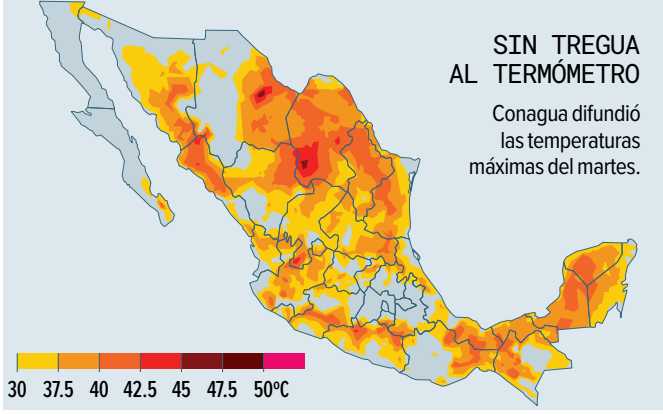 SIN TREGUA
AL TERMÓMETRO
Conagua difundió
las temperaturas
máximas del martes.
30 37.5 40 42.5 45 47.5 50ºC